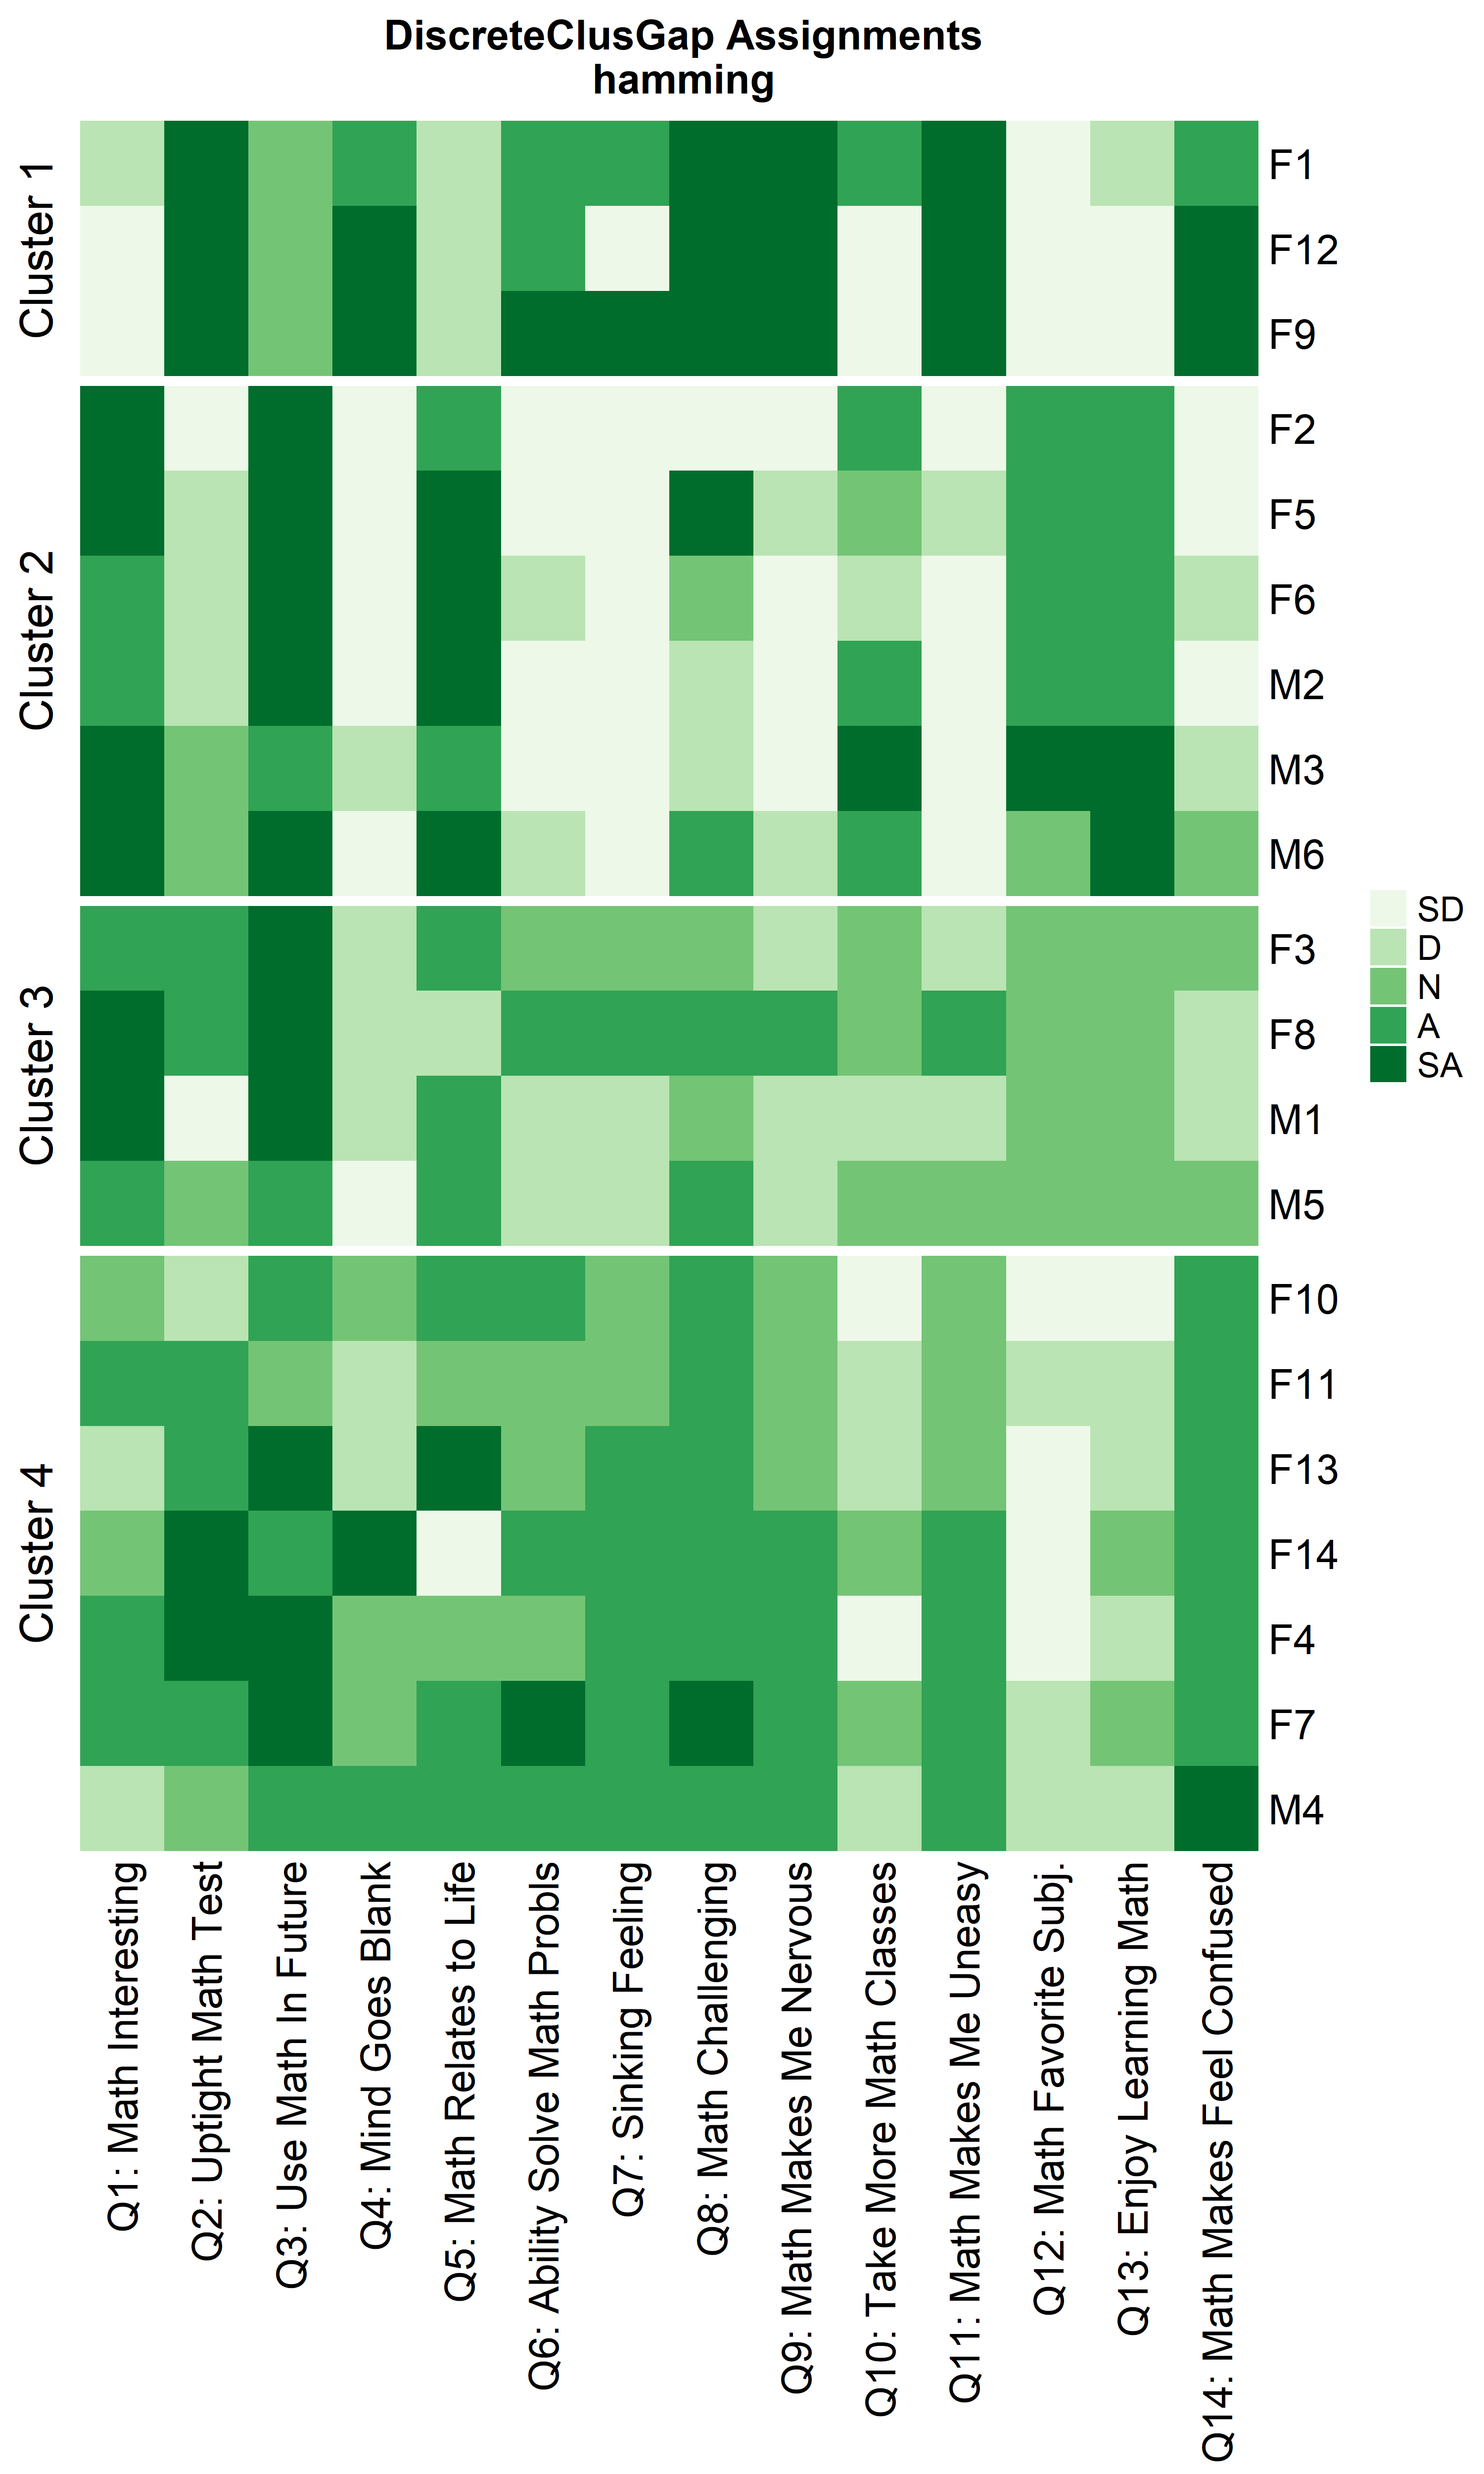 DiscreteClusGap Assignments
hamming
Cluster 1
F1
F12
F9
Cluster 2
F2
F5
F6
M2
M3
M6
Cluster 3
F3
F8
M1
M5
Cluster 4
F10
F11
F13
F14
F4
F7
M4
SD
D
N
A
SA
Q1: Math Interesting
Q2: Uptight Math Test
Q3: Use Math In Future
Q4: Mind Goes Blank
Q5: Math Relates to Life
Q6: Ability Solve Math Probls
Q7: Sinking Feeling
Q8: Math Challenging
Q9: Math Makes Me Nervous
Q10: Take More Math Classes
Q11: Math Makes Me Uneasy
Q12: Math Favorite Subj.
Q13: Enjoy Learning Math
Q14: Math Makes Feel Confused